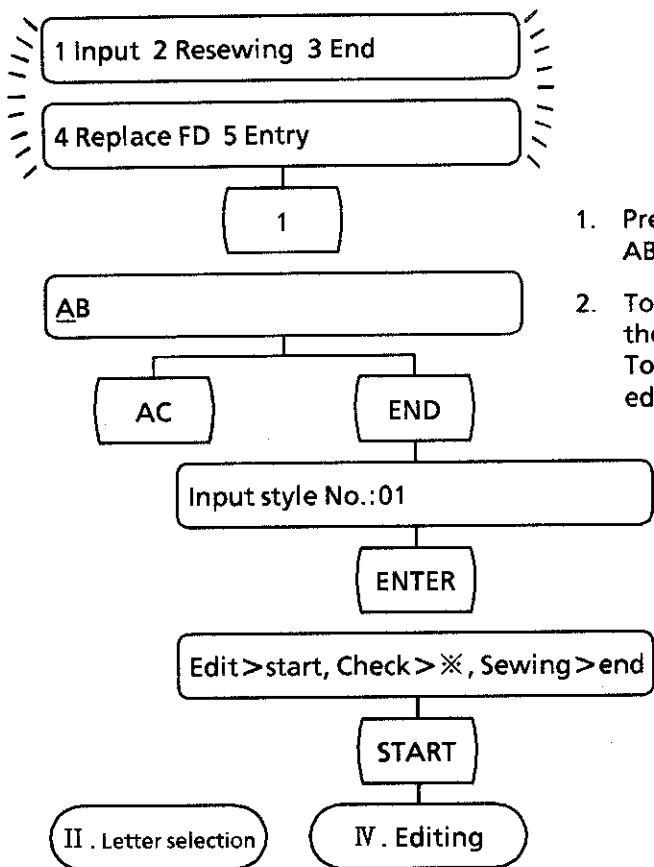 1 Input 2 Resewing 3 End
4 Replace FD 5 Entry
1
1. Pre
AB
AB
2. To
the
To
ed
AC
END
Input style No.:01
ENTER
Edit>start, Check>※, Sewing>end
START
II. Letter selection
IV. Editing